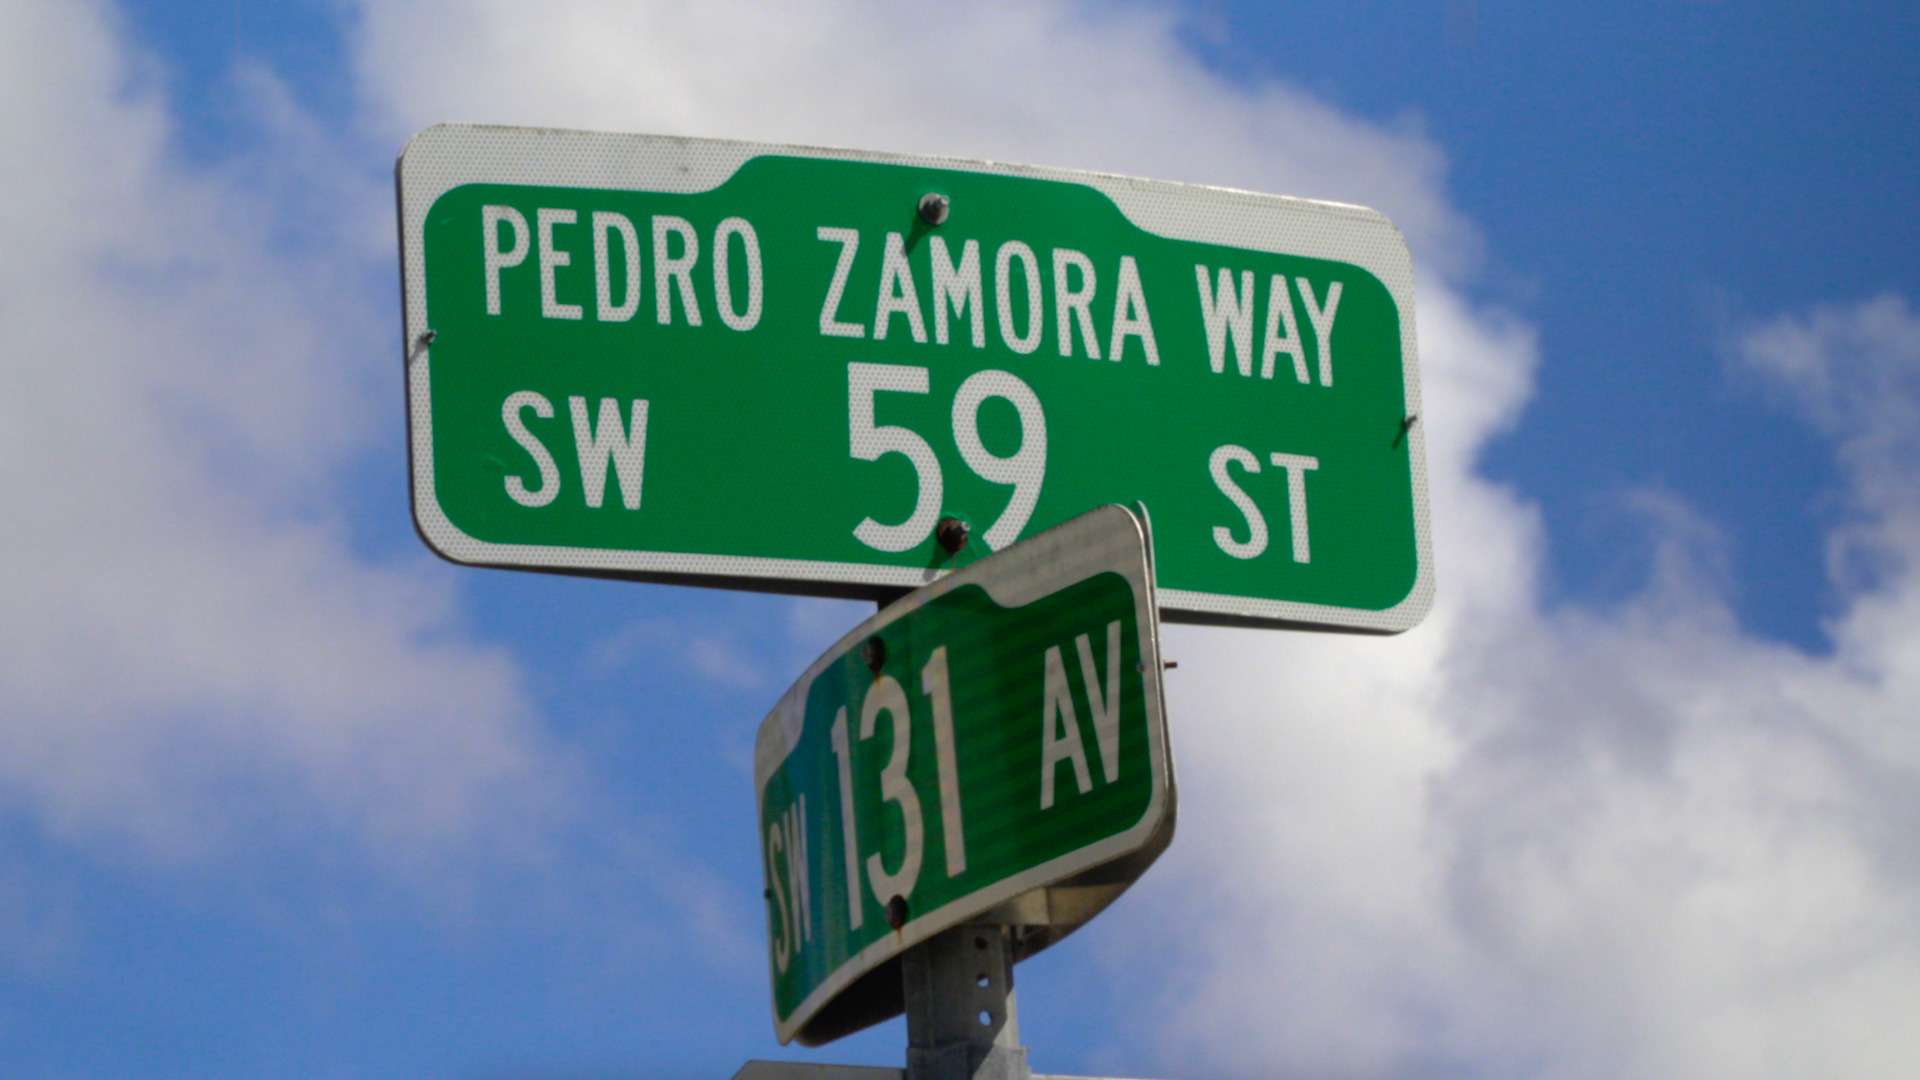 PEDRO ZAMORA WAY
SW 59 ST
SW 131 AV